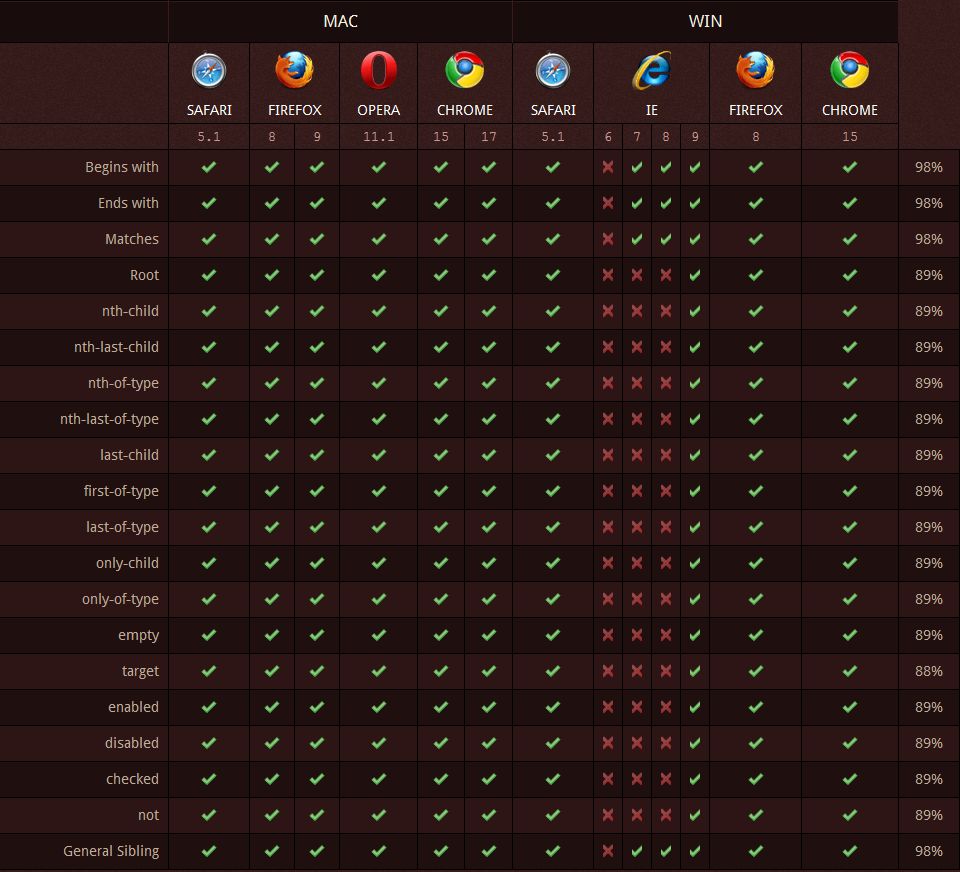 MAC WIN
SAFARI FIREFOX OPERA CHROME SAFARI IE FIREFOX CHROME
5.1 8 9 11.1 15 17 5.1 6 7 8 9 8 15
Begins with 98%
Ends with 98%
Matches 98%
Root 89%
nth-child 89%
nth-last-child 89%
nth-of-type 89%
nth-last-of-type 89%
last-child 89%
first-of-type 89%
last-of-type 89%
only-child 89%
only-of-type 89%
empty 89%
target 88%
enabled 89%
disabled 89%
checked 89%
not 89%
General Sibling 98%